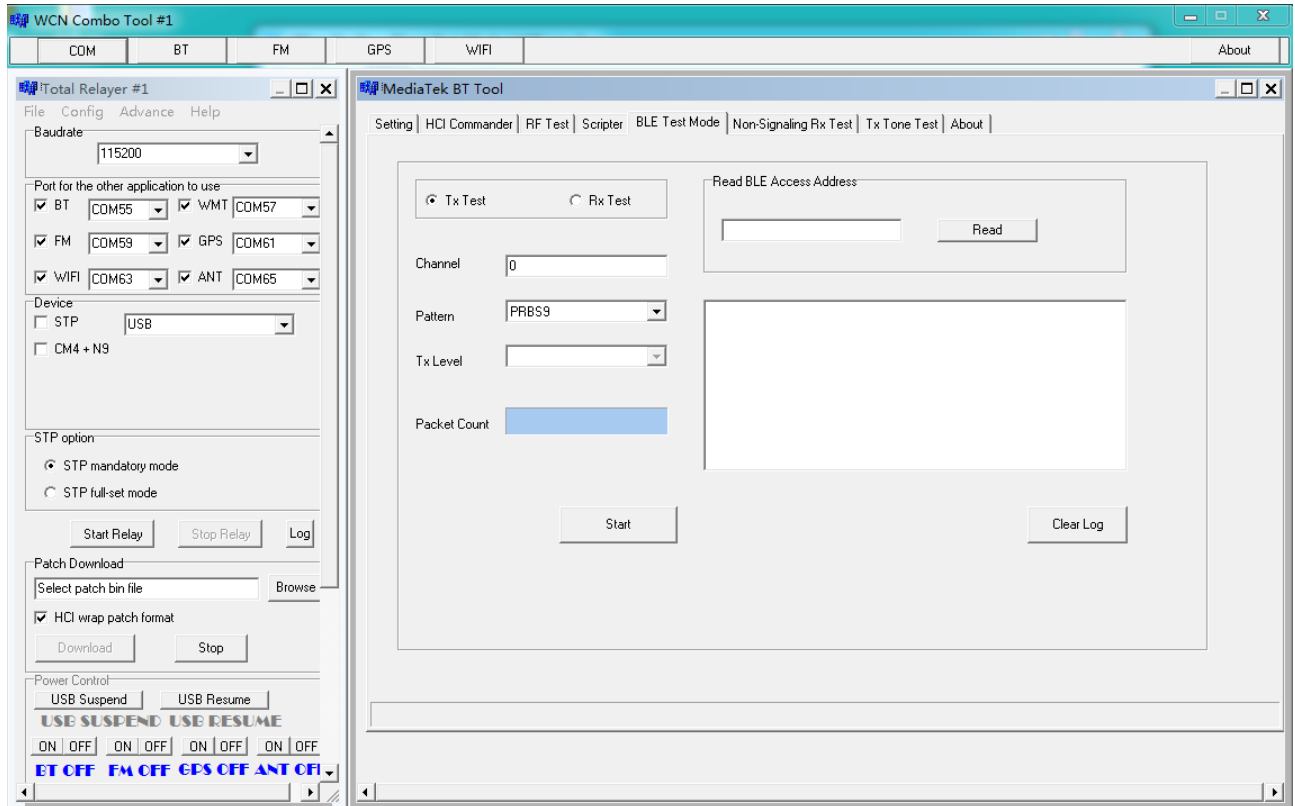 WCN Combo Tool #1
COM BT FM GPS WIFI About
Total Relayer #1
File Config Advance Help
Baudrate
115200
Port for the other application to use
BT COM55 WMT COM57
FM COM59 GPS COM61
WIFI COM63 ANT COM65
Device
STP USB
CM4 + N9
STP option
STP mandatory mode
STP full-set mode
Start Relay Stop Relay Log
Patch Download
Select patch bin file Browse
HCI wrap patch format
Download Stop
Power Control
USB Suspend USB Resume
USB SUSPEND USB RESUME
ON OFF ON OFF ON OFF ON OFF
BT OFF FM OFF GPS OFF ANT OFF
MediaTek BT Tool
Setting HCI Commander RF Test Scripter BLE Test Mode Non-Signaling Rx Test Tx Tone Test About
Tx Test Rx Test
Channel 0
Pattern PRBS9
Tx Level
Packet Count
Start
Read BLE Access Address
Read
Clear Log